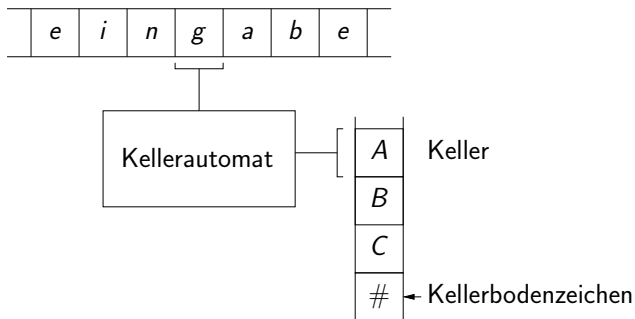 e i n g a b e
Kellerautomat
A Keller
B
C
# Kellerbodenzeichen